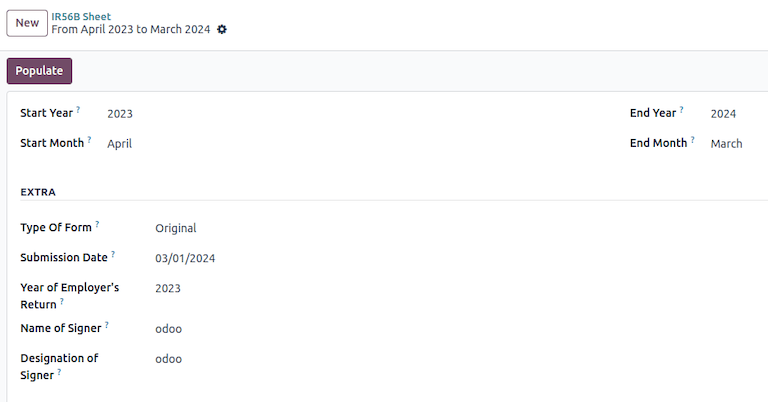 New
IR56B Sheet
From April 2023 to March 2024
Populate
Start Year ? 2023 End Year ? 2024
Start Month ? April End Month ? March
EXTRA
Type Of Form ? Original
Submission Date ? 03/01/2024
Year of Employer's
Return ? 2023
Name of Signer ? odoo
Designation of
Signer ? odoo